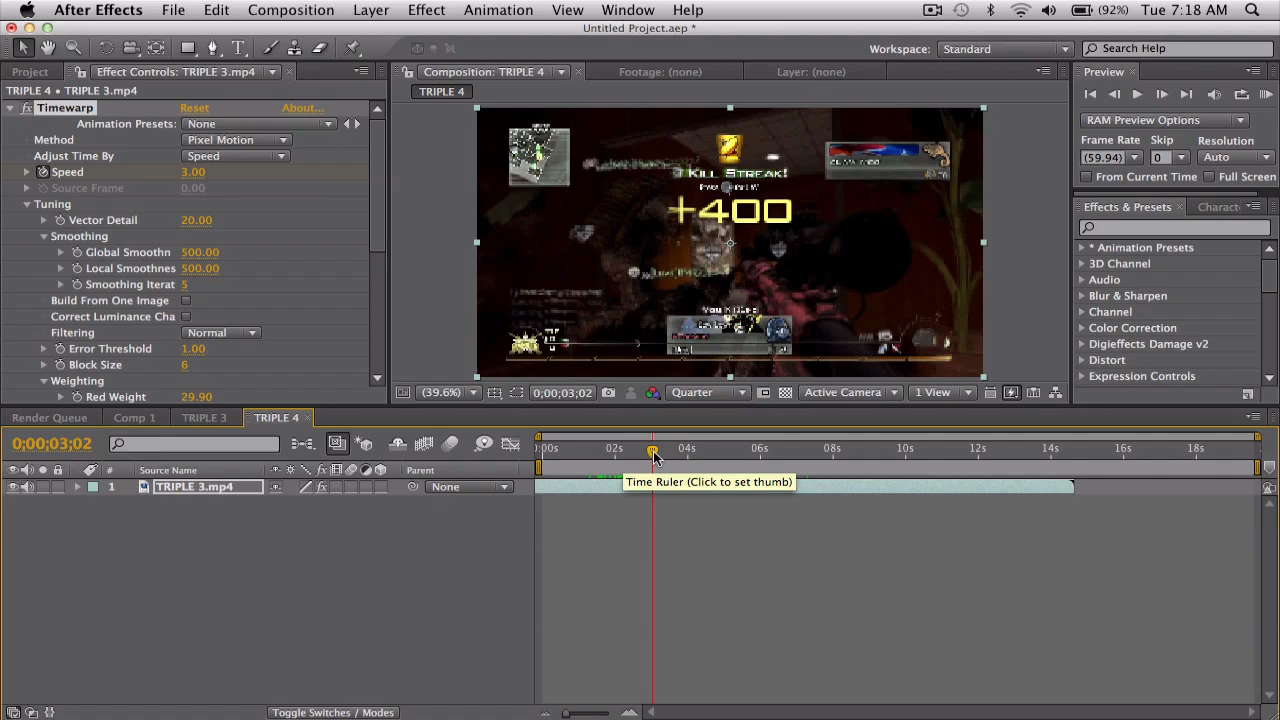 After Effects File Edit Composition Layer Effect Animation View Window Help (92%) Tue 7:18 AM
Untitled Project.aep *
Workspace: Standard Search Help
Project Effect Controls: TRIPLE 3.mp4 Composition: TRIPLE 4 Footage: (none) Layer: (none) Preview
TRIPLE 4 • TRIPLE 3.mp4
TRIPLE 4
fx Timewarp Reset About...
Animation Presets: None
Method Pixel Motion
Adjust Time By Speed
Speed 3.00
Source Frame 0.00
Tuning
Vector Detail 20.00
Smoothing
Global Smoothn 500.00
Local Smoothnes 500.00
Smoothing Iterat 5
Build From One Image
Correct Luminance Cha
Filtering Normal
Error Threshold 1.00
Block Size 6
Weighting
Red Weight 29.90
KILL STREAK!
+400
(39.6%) 0;00;03;02 Quarter Active Camera 1 View
RAM Preview Options
Frame Rate Skip Resolution
(59.94) 0 Auto
From Current Time Full Screen
Effects & Presets Charact
* Animation Presets
3D Channel
Audio
Blur & Sharpen
Channel
Color Correction
Digieffects Damage v2
Distort
Expression Controls
Render Queue Comp 1 TRIPLE 3 TRIPLE 4
0;00;03;02
:00s 02s 04s 06s 08s 10s 12s 14s 16s 18s
# Source Name fx Parent
1 TRIPLE 3.mp4 fx None
Time Ruler (Click to set thumb)
Toggle Switches / Modes